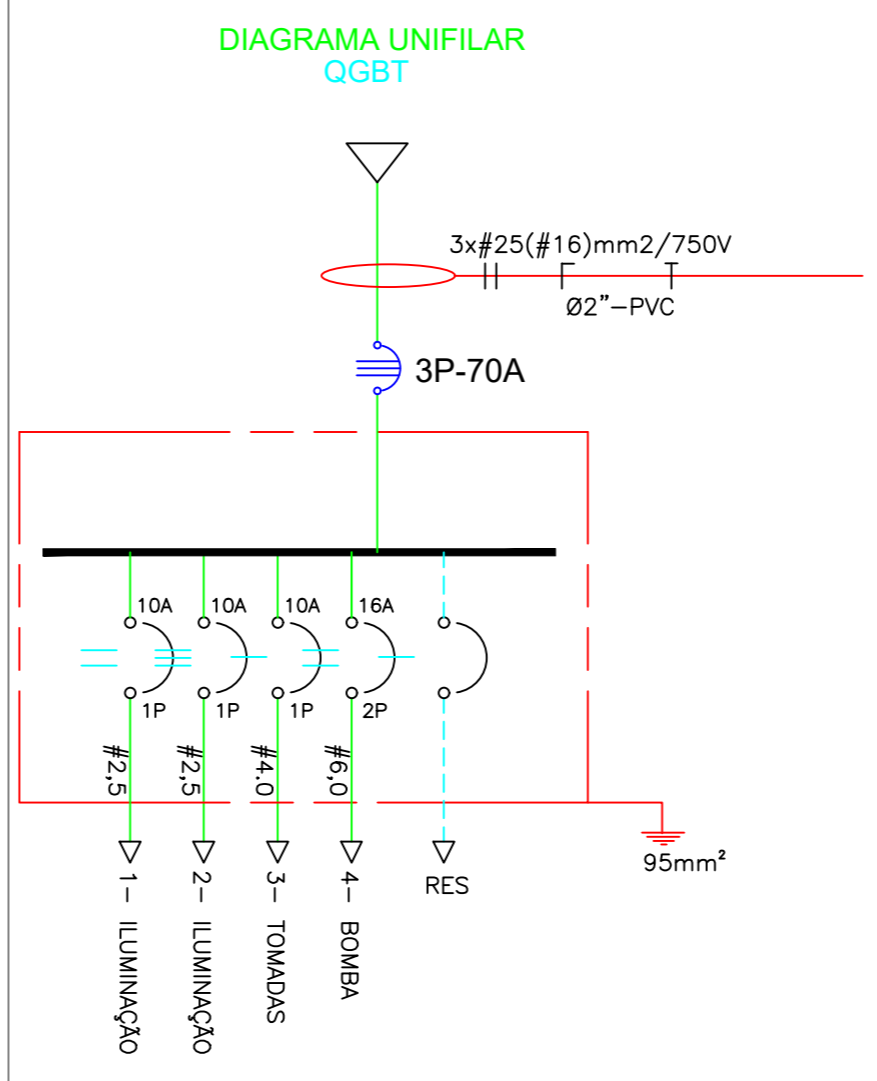 DIAGRAMA UNIFILAR
QGBT
3x#25(#16)mm2/750V
Ø2”-PVC
3P-70A
10A
10A
10A
16A
1P
1P
1P
2P
#2,5
#2,5
#4.0
#6,0
95mm²
RES
1- ILUMINAÇÃO
2- ILUMINAÇÃO
3- TOMADAS
4- BOMBA